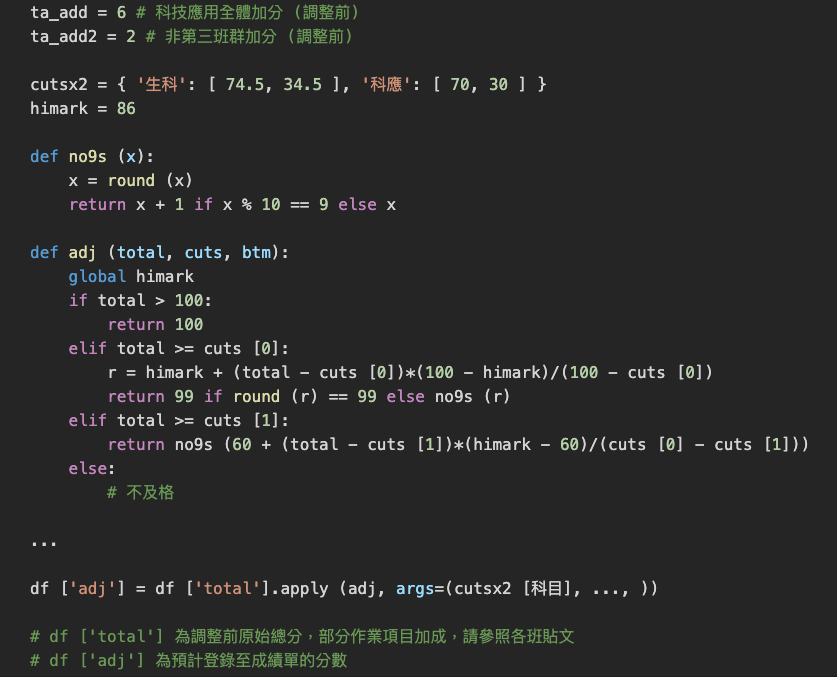 ta_add = 6 # 科技應用全體加分 (調整前)
ta_add2 = 2 # 非第三班群加分 (調整前)
cutsx2 = { '生科': [ 74.5, 34.5 ], '科應': [ 70, 30 ] }
himark = 86
def no9s (x):
    x = round (x)
    return x + 1 if x % 10 == 9 else x
def adj (total, cuts, btm):
    global himark
    if total > 100:
        return 100
    elif total >= cuts [0]:
        r = himark + (total - cuts [0])*(100 - himark)/(100 - cuts [0])
        return 99 if round (r) == 99 else no9s (r)
    elif total >= cuts [1]:
        return no9s (60 + (total - cuts [1])*(himark - 60)/(cuts [0] - cuts [1]))
    else:
        # 不及格
...
df ['adj'] = df ['total'].apply (adj, args=(cutsx2 [科目], ..., ))
# df ['total'] 為調整前原始總分，部分作業項目加成，請參照各班貼文
# df ['adj'] 為預計登錄至成績單的分數